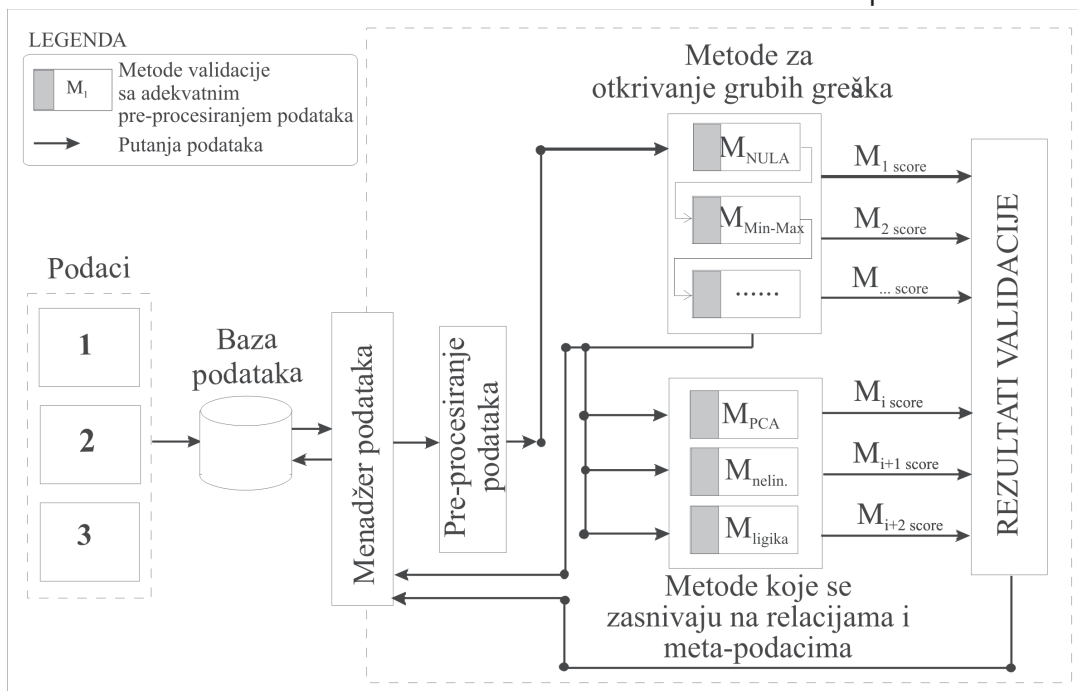 LEGENDA
M1
Metode validacije
sa adekvatnim
pre-procesiranjem podataka
Putanja podataka
Podaci
1
2
3
Baza
podataka
Menadžer podataka
Pre-procesiranje
podataka
Metode za
otkrivanje grubih grešaka
MNULA
MMin-Max
......
M1 score
M2 score
M... score
MPCA
Mnelin.
Mligika
Mi score
Mi+1 score
Mi+2 score
Metode koje se
zasnivaju na relacijama i
meta-podacima
REZULTATI VALIDACIJE